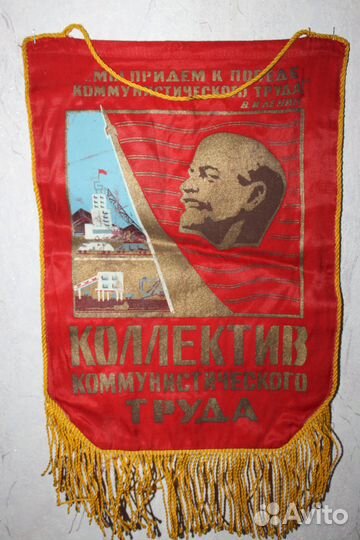 „МЫ ПРИДЕМ К ПОБЕДЕ
КОММУНИСТИЧЕСКОГО ТРУДА"
В.И.ЛЕНИН
КОЛЛЕКТИВ
КОММУНИСТИЧЕСКОГО
ТРУДА
Avito